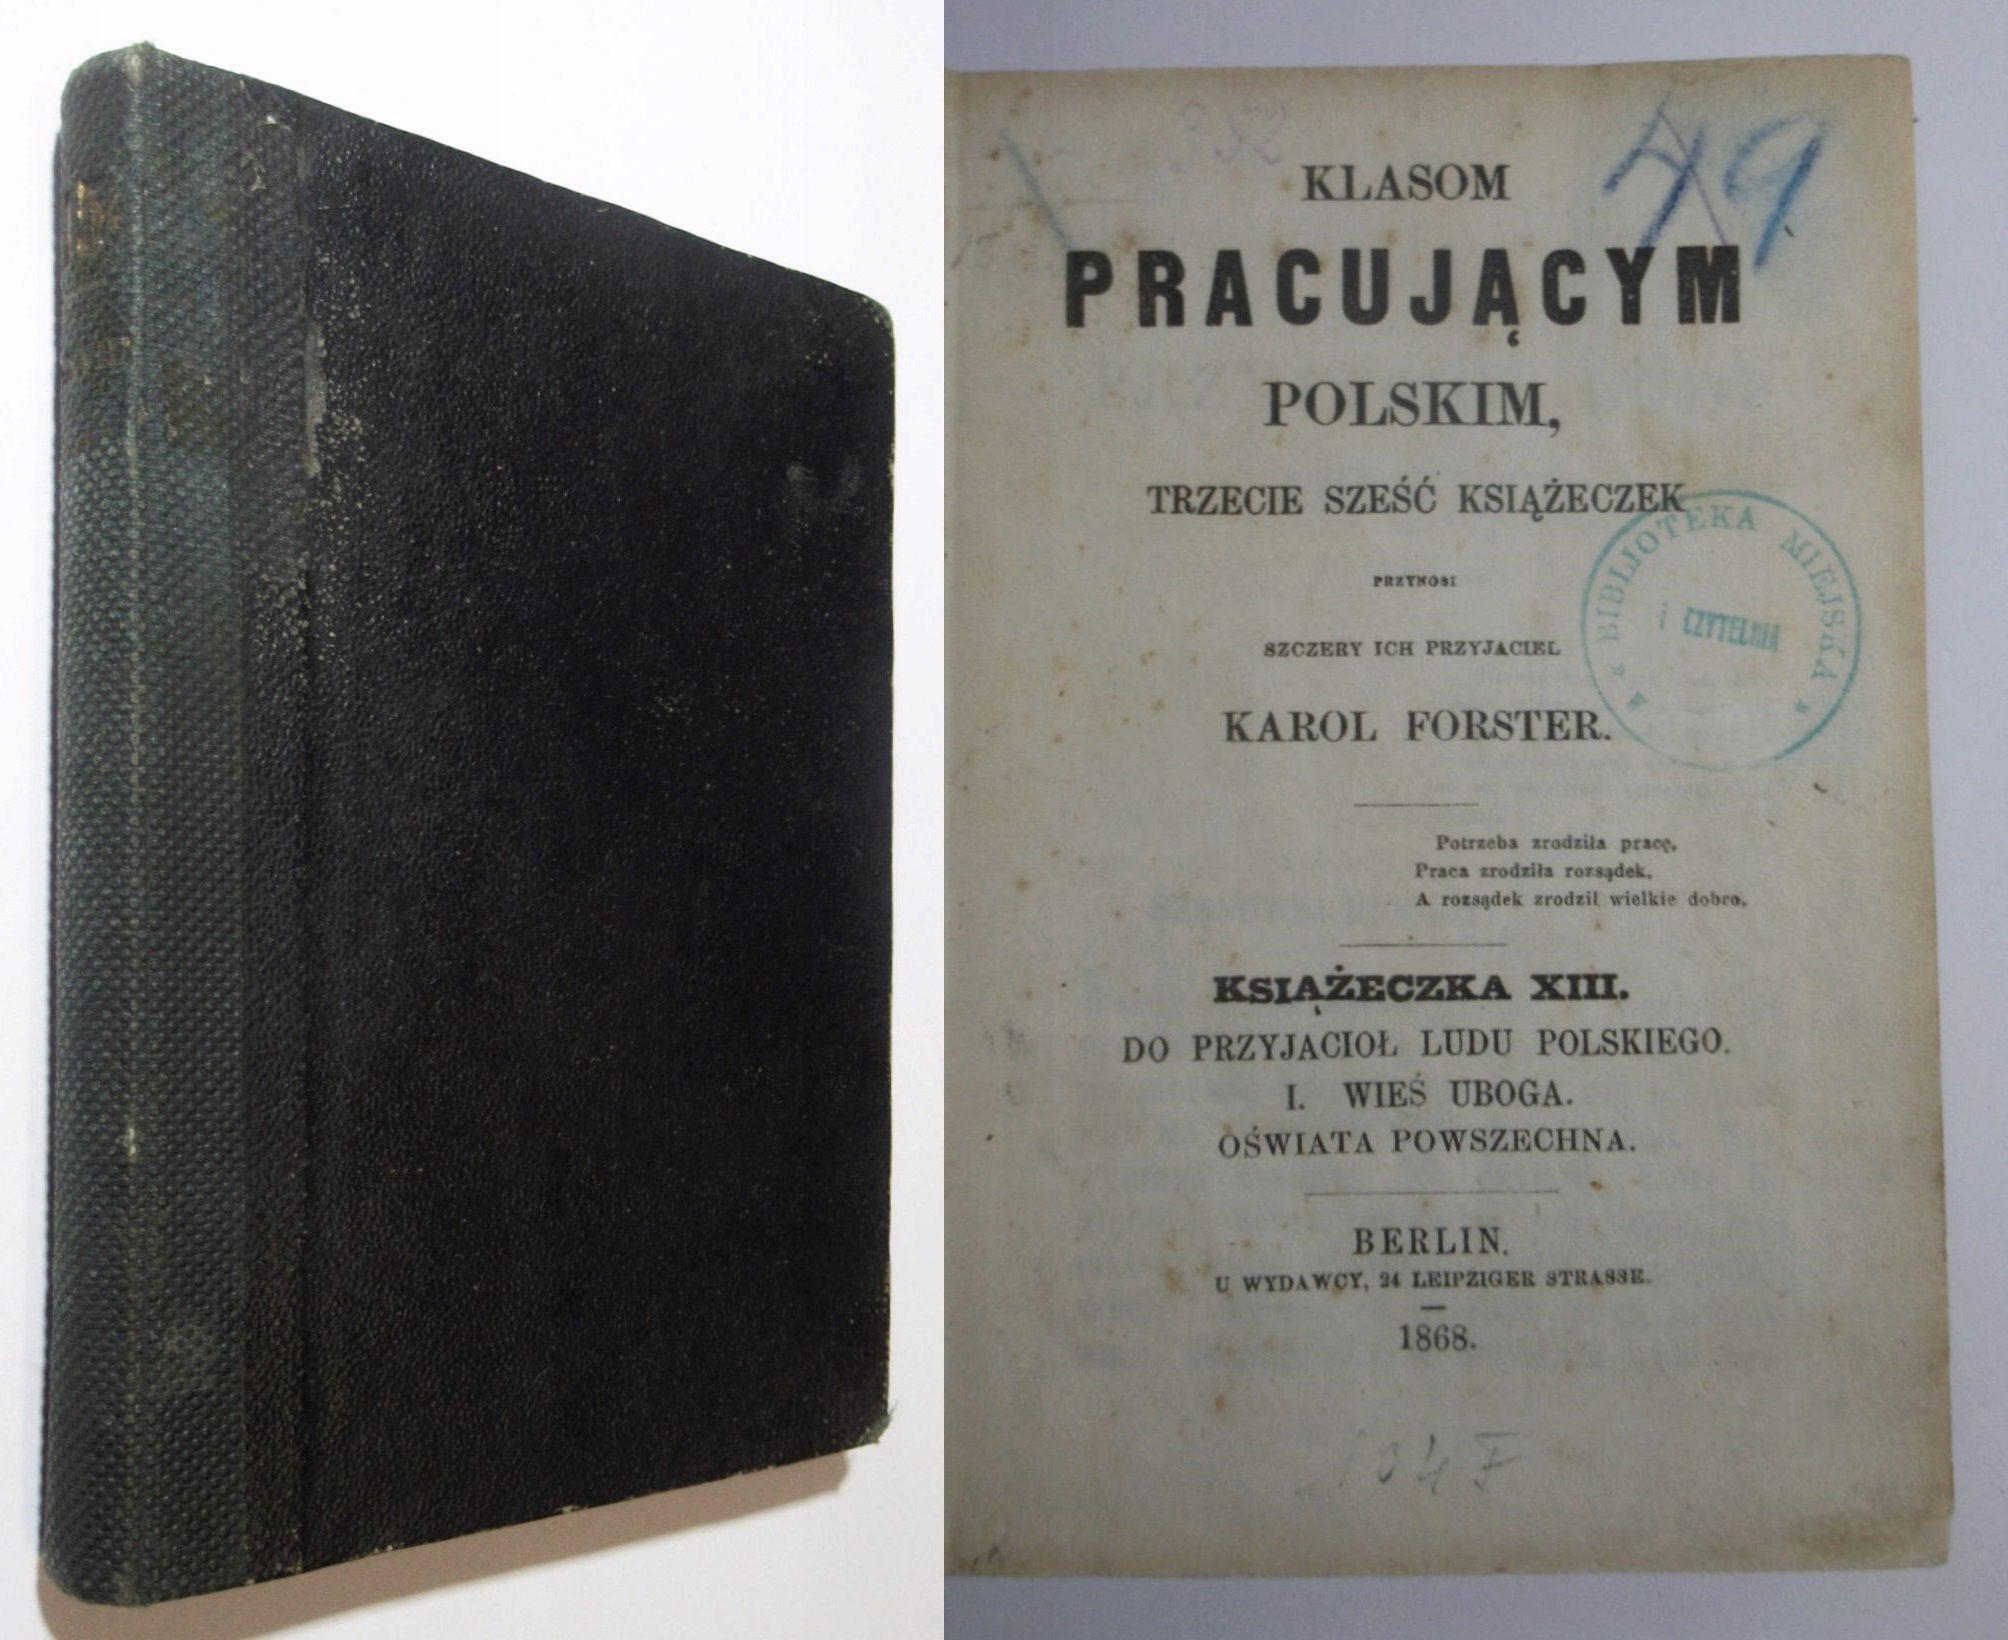 352
49
KLASOM
PRACUJĄCYM
POLSKIM,
TRZECIE SZEŚĆ KSIĄŻECZEK
PRZYNOSI
SZCZERY ICH PRZYJACIEL
KAROL FORSTER.
BIBLIOTEKA MIEJSKA
i CZYTELNIA
Potrzeba zrodziła pracę,
Praca zrodziła rozsądek,
A rozsądek zrodził wielkie dobro.
KSIĄŻECZKA XIII.
DO PRZYJACIOŁ LUDU POLSKIEGO.
I. WIEŚ UBOGA.
OŚWIATA POWSZECHNA.
BERLIN.
U WYDAWCY, 24 LEIPZIGER STRASSE.
1868.